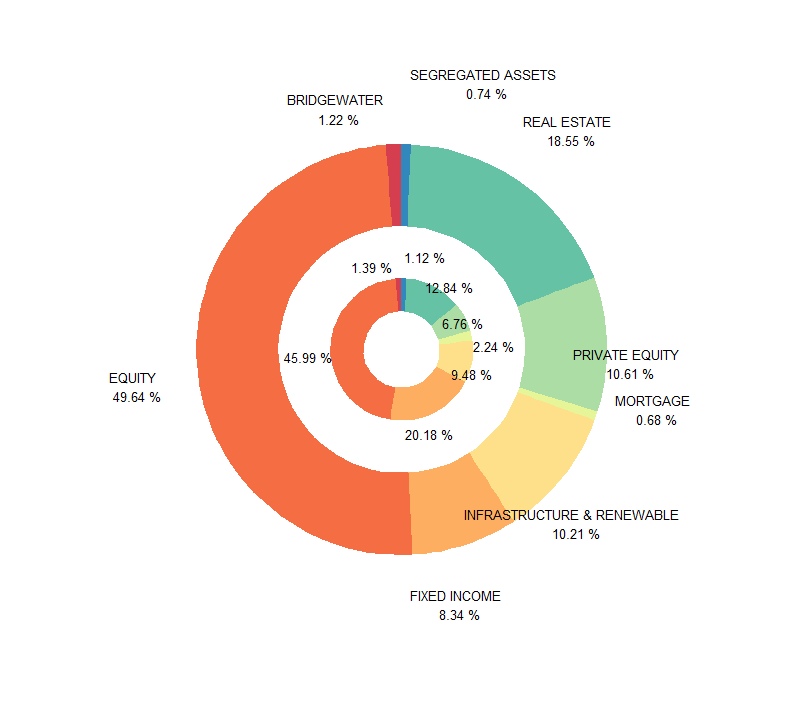 SEGREGATED ASSETS
0.74 %
BRIDGEWATER
1.22 %
REAL ESTATE
18.55 %
1.12 %
1.39 %
12.84 %
6.76 %
2.24 %
45.99 %
9.48 %
PRIVATE EQUITY
10.61 %
EQUITY
49.64 %
MORTGAGE
0.68 %
20.18 %
INFRASTRUCTURE & RENEWABLE
10.21 %
FIXED INCOME
8.34 %